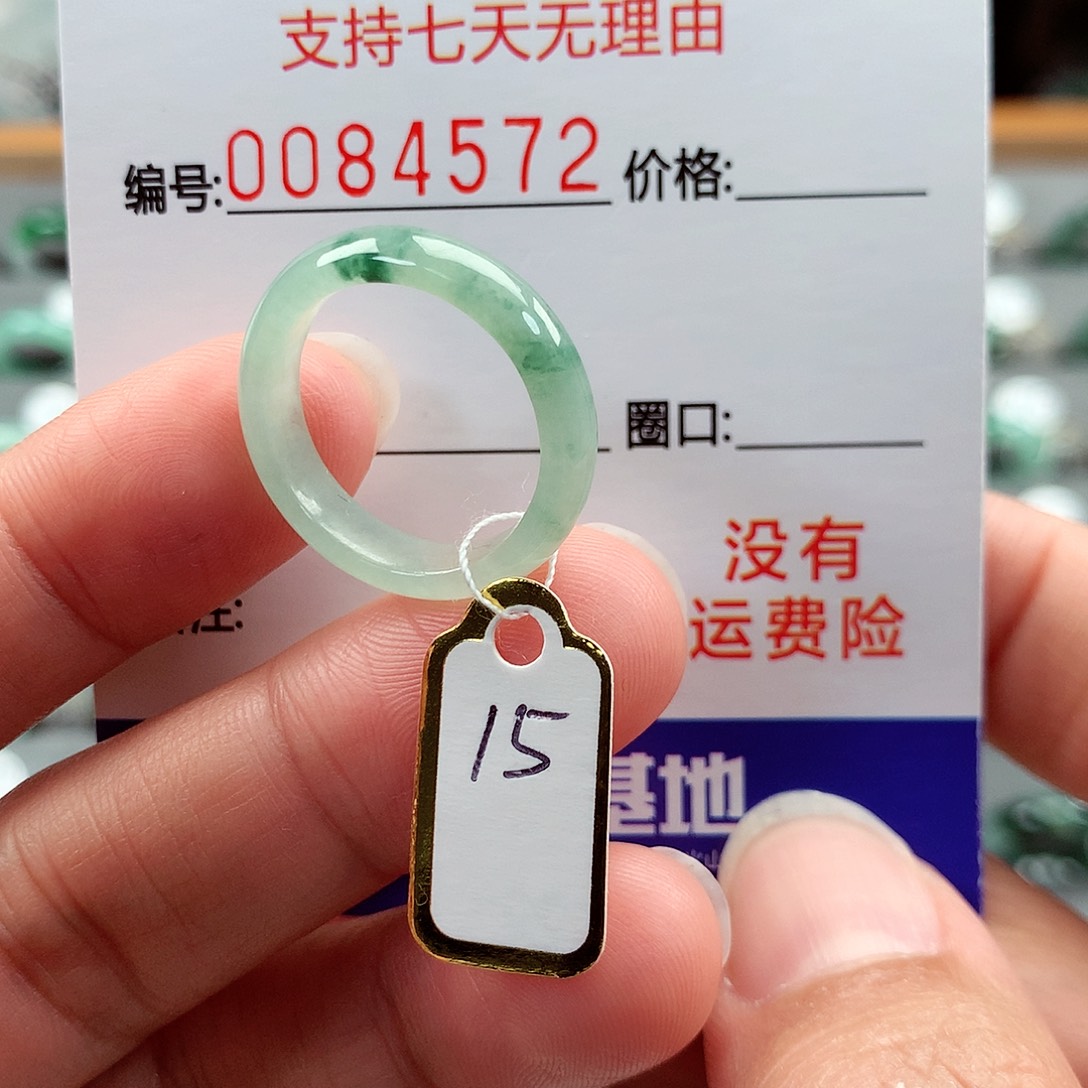 支持七天无理由
编号:0084572 价格:
圈口:
没有
运费险
注:
15
基地